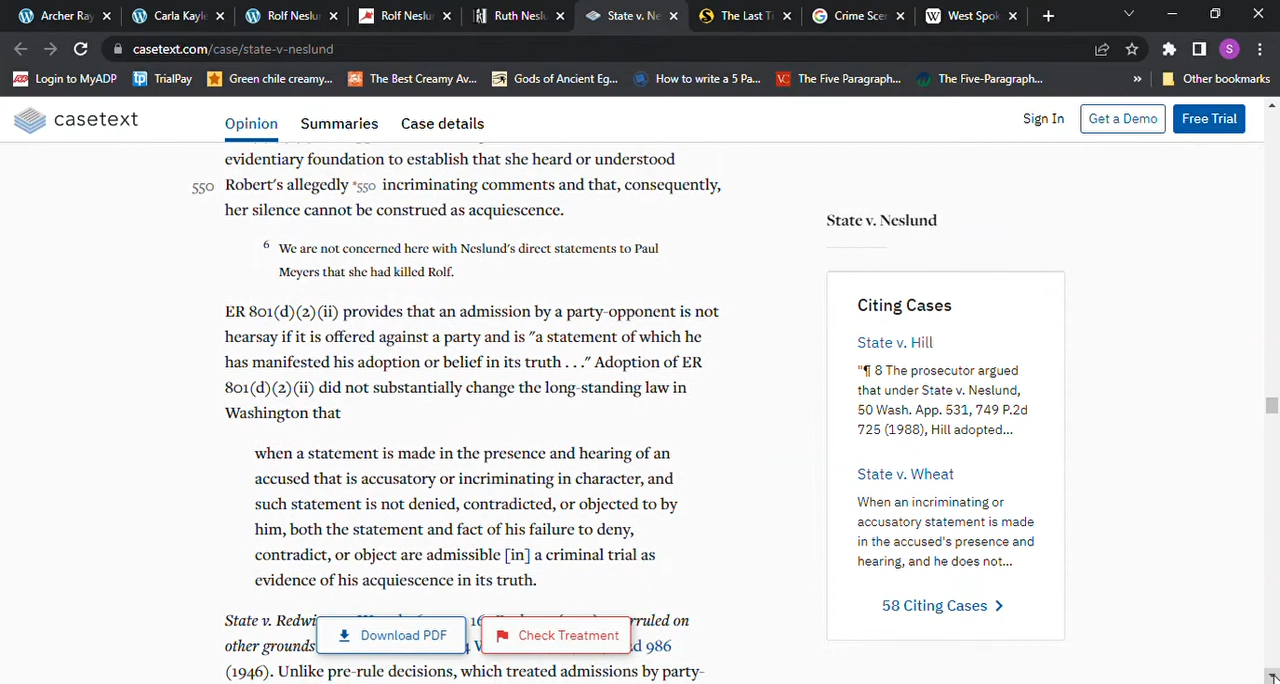 Archer Ray
Carla Kayle
Rolf Neslun
Rolf Neslu
Ruth Neslu
State v. Ne
The Last Ti
Crime Scen
West Spok
casetext.com/case/state-v-neslund
S
Login to MyADP
TrialPay
Green chile creamy...
The Best Creamy Av...
Gods of Ancient Eg...
How to write a 5 Pa...
The Five Paragraph...
The Five-Paragraph...
»
Other bookmarks
casetext
Opinion
Summaries
Case details
Sign In
Get a Demo
Free Trial
evidentiary foundation to establish that she heard or understood
550 Robert's allegedly *550 incriminating comments and that, consequently,
her silence cannot be construed as acquiescence.
6 We are not concerned here with Neslund's direct statements to Paul
Meyers that she had killed Rolf.
ER 801(d)(2)(ii) provides that an admission by a party-opponent is not
hearsay if it is offered against a party and is "a statement of which he
has manifested his adoption or belief in its truth . . ." Adoption of ER
801(d)(2)(ii) did not substantially change the long-standing law in
Washington that
when a statement is made in the presence and hearing of an
accused that is accusatory or incriminating in character, and
such statement is not denied, contradicted, or objected to by
him, both the statement and fact of his failure to deny,
contradict, or object are admissible [in] a criminal trial as
evidence of his acquiescence in its truth.
State v. Redwi
rruled on
other grounds
d 986
Download PDF
Check Treatment
(1946). Unlike pre-rule decisions, which treated admissions by party-
State v. Neslund
Citing Cases
State v. Hill
"¶ 8 The prosecutor argued
that under State v. Neslund,
50 Wash. App. 531, 749 P.2d
725 (1988), Hill adopted...
State v. Wheat
When an incriminating or
accusatory statement is made
in the accused's presence and
hearing, and he does not...
58 Citing Cases